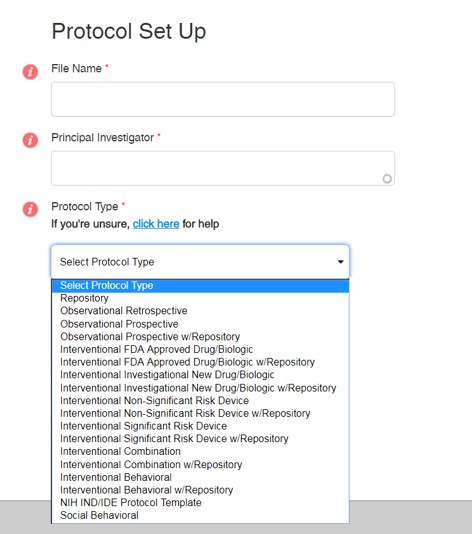 Protocol Set Up
i File Name *
i Principal Investigator *
i Protocol Type *
If you're unsure, click here for help
Select Protocol Type
Select Protocol Type
Repository
Observational Retrospective
Observational Prospective
Observational Prospective w/Repository
Interventional FDA Approved Drug/Biologic
Interventional FDA Approved Drug/Biologic w/Repository
Interventional Investigational New Drug/Biologic
Interventional Investigational New Drug/Biologic w/Repository
Interventional Non-Significant Risk Device
Interventional Non-Significant Risk Device w/Repository
Interventional Significant Risk Device
Interventional Significant Risk Device w/Repository
Interventional Combination
Interventional Combination w/Repository
Interventional Behavioral
Interventional Behavioral w/Repository
NIH IND/IDE Protocol Template
Social Behavioral